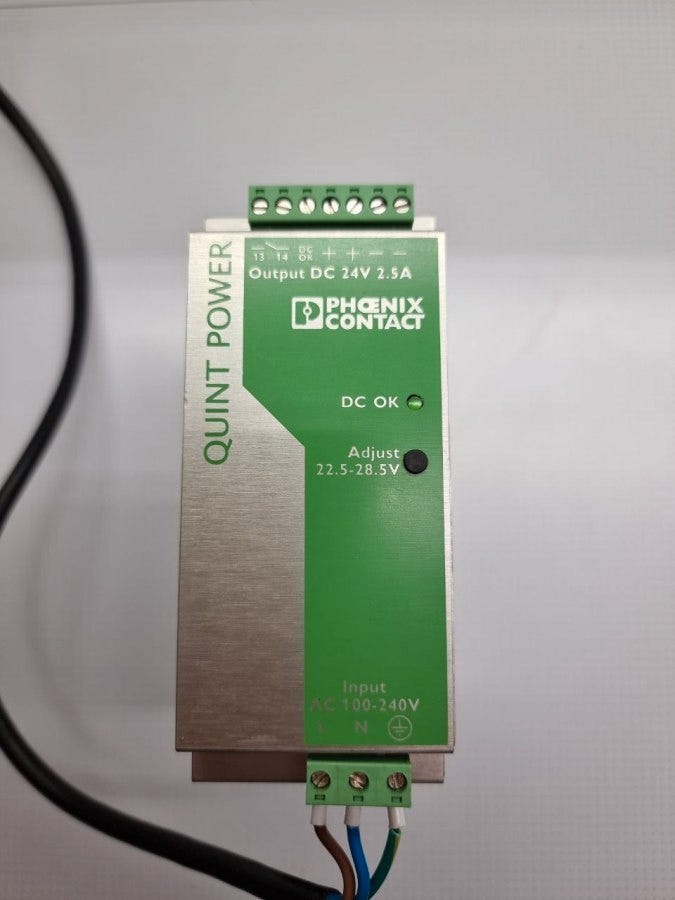 13 14 DC OK + + – –
Output DC 24V 2.5A
QUINT POWER
PHŒNIX
CONTACT
DC OK
Adjust
22.5-28.5V
Input
AC 100-240V
L N